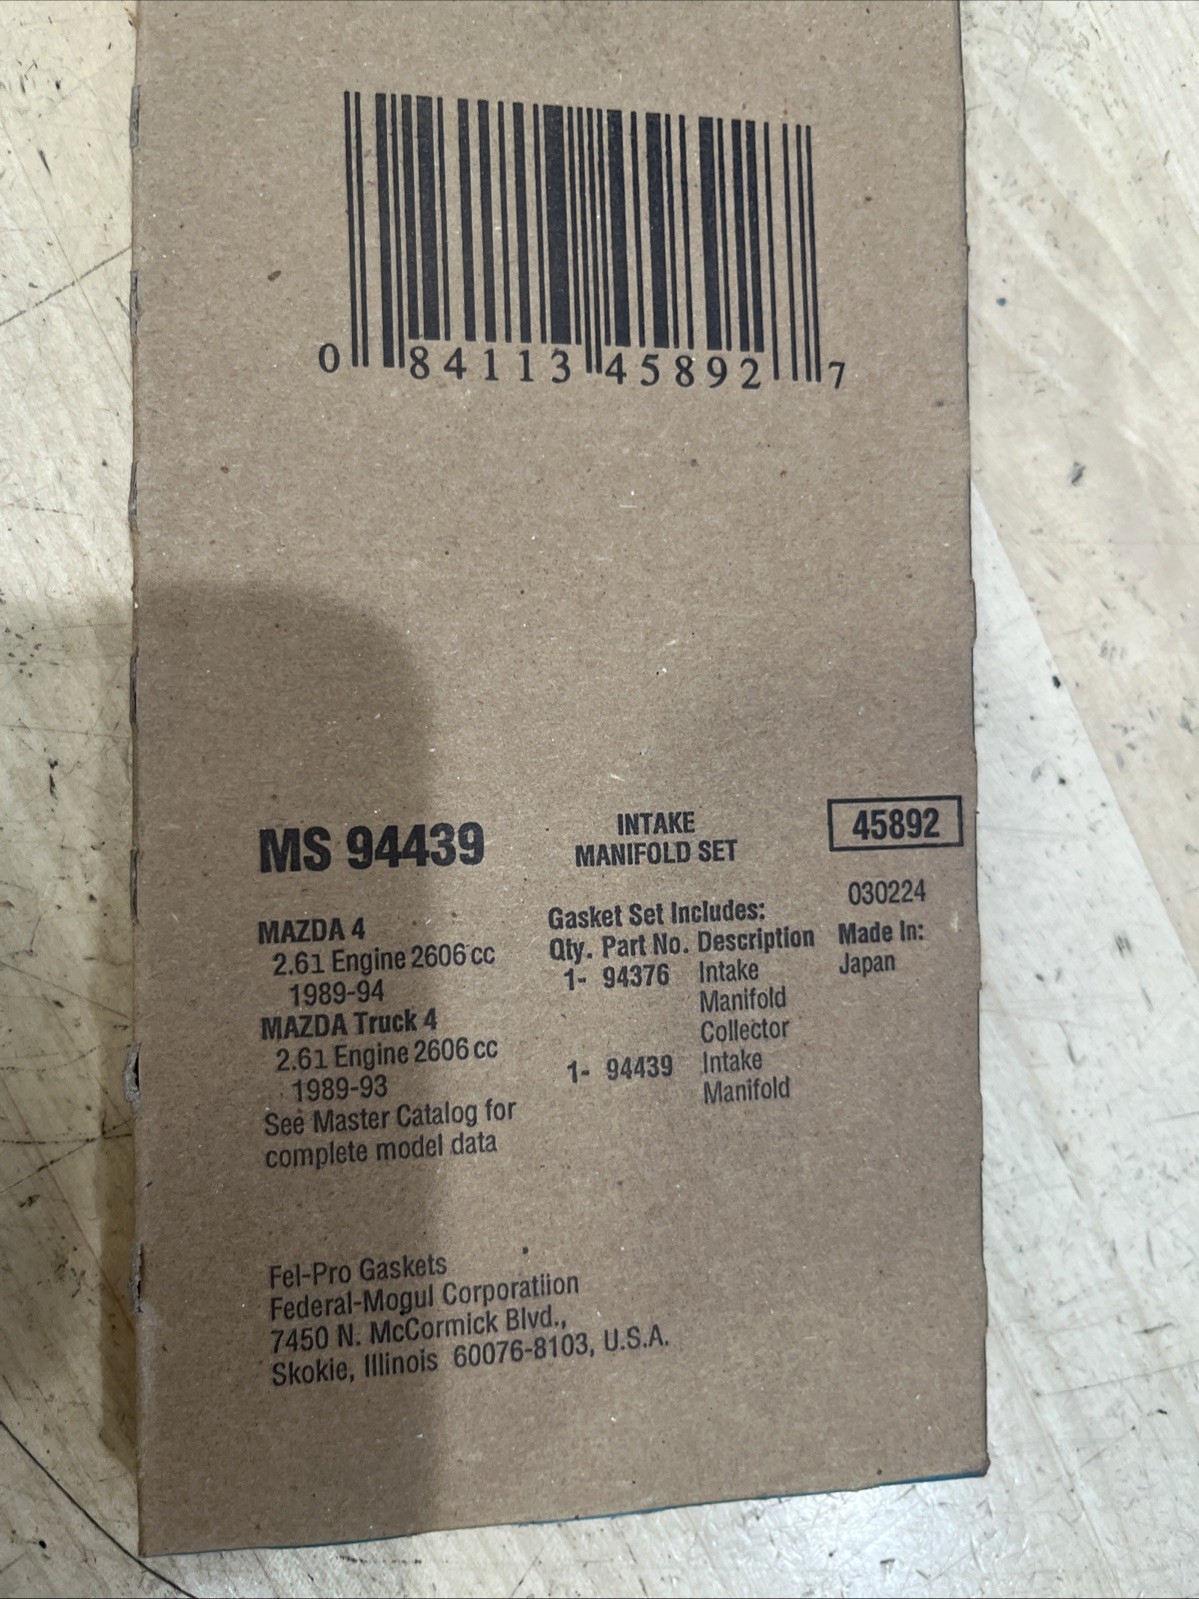 0 84113 45892 7
MS 94439
INTAKE
MANIFOLD SET
45892
MAZDA 4
2.6l Engine 2606 cc
1989-94
MAZDA Truck 4
2.6l Engine 2606 cc
1989-93
See Master Catalog for
complete model data
Gasket Set Includes:
Qty. Part No. Description
1- 94376 Intake
Manifold
Collector
1- 94439 Intake
Manifold
030224
Made In:
Japan
Fel-Pro Gaskets
Federal-Mogul Corporatiion
7450 N. McCormick Blvd.,
Skokie, Illinois 60076-8103, U.S.A.